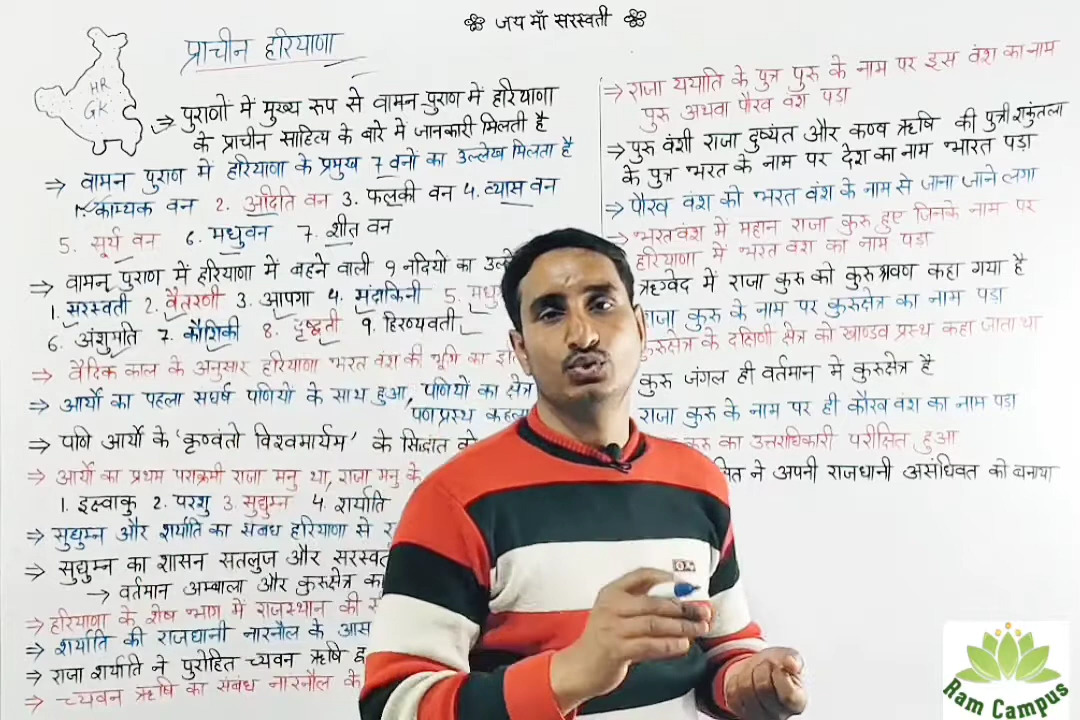 जय माँ सरस्वती
प्राचीन हरियाणा
HR
GK
⇒ पुराणो में मुख्य रूप से वामन-पुराण में हरियाणा
के प्राचीन साहित्य के बारे में जानकारी मिलती है
⇒ वामन पुराण में हरियाणा के प्रमुख 7 वनों का उल्लेख मिलता है
1. काम्यक वन 2. अदिति वन 3. फलकी वन 4. व्यास वन
5. सूर्य वन 6. मधुवन 7. शीत वन
⇒ वामन पुराण में हरियाणा में बहने वाली 9 नदियों का
1. सरस्वती 2. वैतरणी 3. आपगा 4. मंदाकिनी 5.
6. अंशुमति 7. कौशिकी 8. दृष्द्वती 9. हिरण्यवती
⇒ वैदिक काल के अनुसार हरियाणा भरत वंश की भूमि का
⇒ आर्यो का पहला संघर्ष पणियों के साथ हुआ, पणियों का क्षेत्र
पणप्रस्थ
⇒ पणि आर्यो के 'कृण्वंतो विश्वमार्यम' के सिद्धांत
⇒ आर्यो का प्रथम पराक्रमी राजा मनु था, राजा मनु के
1. इक्ष्वाकु 2. परशु 3. सुद्युम्न 4. शर्याति
⇒ सुद्युम्न और शर्याति का संबध हरियाणा से
⇒ सुद्युम्न का शासन सतलुज और
→ वर्तमान अम्बाला और कुरुक्षेत्र का
⇒ हरियाणा के शेष भाग में राजस्थान की
⇒ शर्याति की राजधानी नारनौल के आस
⇒ राजा शर्याति ने पुरोहित च्यवन ऋषि
⇒ च्यवन ऋषि का संबध नारनौल के
⇒ राजा ययाति के पुत्र पुरु के नाम पर इस वंश का नाम
पुरु अथवा पौरव वंश पड़ा
⇒ पुरु वंशी राजा दुष्यंत और कण्व ऋषि की पुत्री शकुंतला
के पुत्र भरत के नाम पर देश का नाम भारत पड़ा
⇒ पौरव वंश को भरत वंश के नाम से जाना जाने लगा
⇒ भरत वंश में महान राजा कुरु हुए जिनके नाम पर
हरियाणा में भरत वंश का नाम पड़ा
ऋग्वेद में राजा कुरु को कुरुश्रवण कहा गया है
राजा कुरु के नाम पर कुरुक्षेत्र का नाम पड़ा
कुरुक्षेत्र के दक्षिणी क्षेत्र को खाण्डव प्रस्थ कहा जाता था
कुरु जंगल ही वर्तमान में कुरुक्षेत्र है
राजा कुरु के नाम पर ही कौरव वंश का नाम पड़ा
कुरु का उत्तराधिकारी परीक्षित हुआ
ने अपनी राजधानी असंधिवत को बनाया
Ram Campus